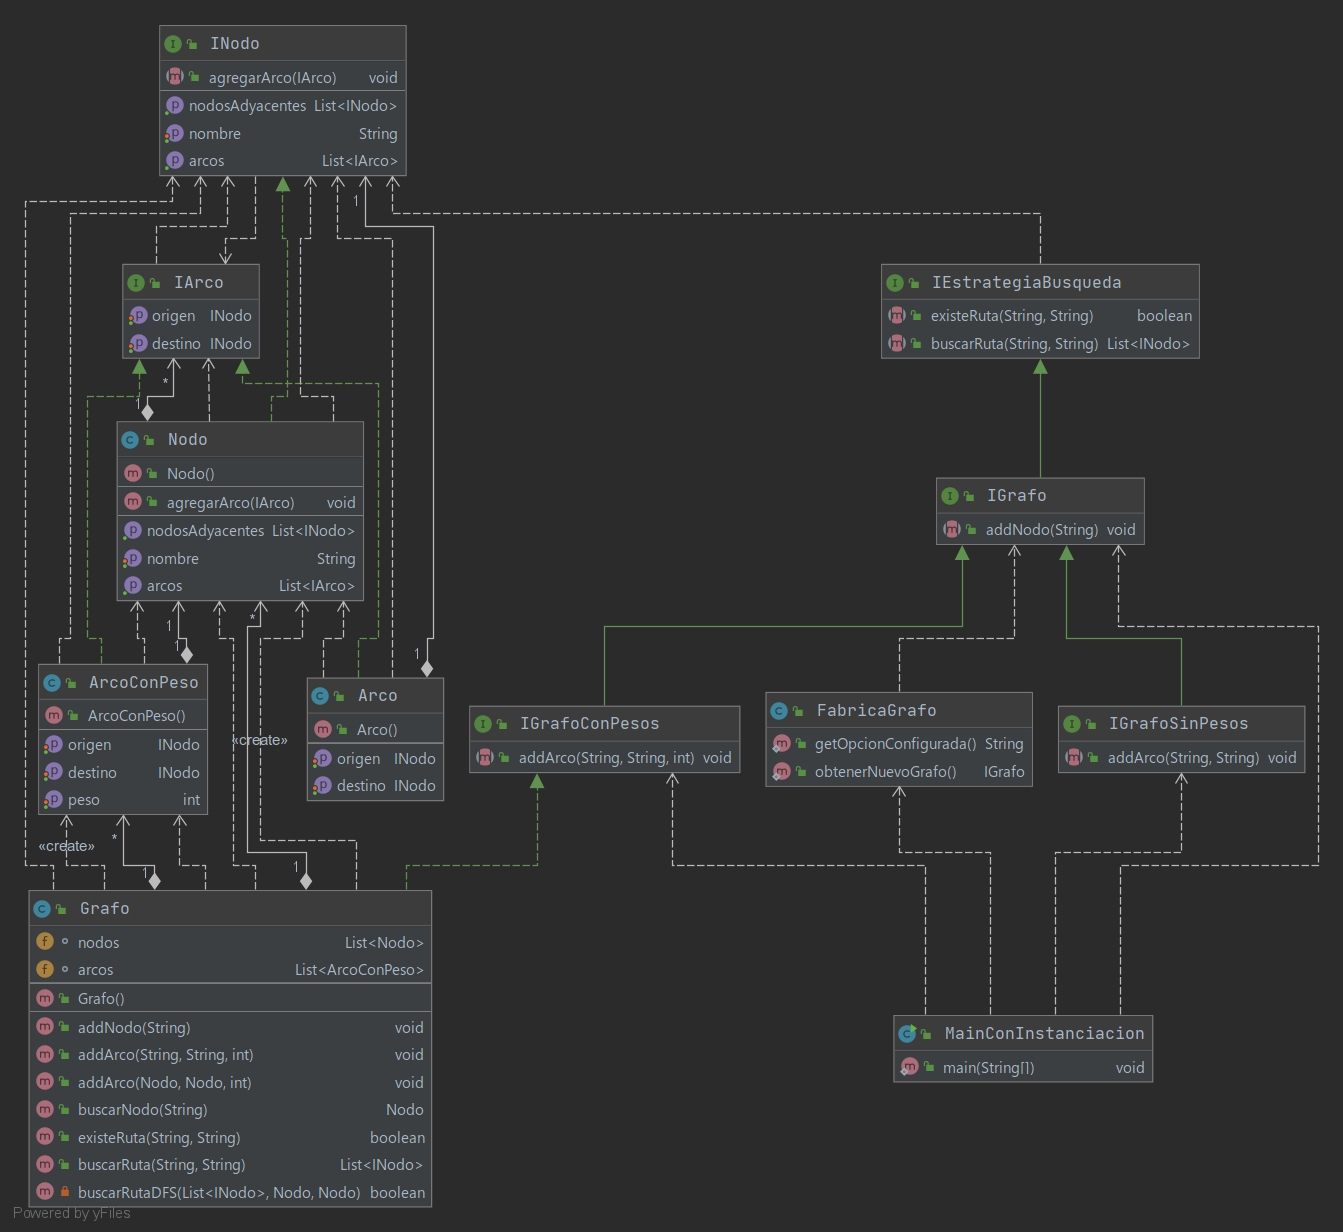 INodo
agregarArco(IArco) void
nodosAdyacentes List<INodo>
nombre String
arcos List<IArco>
1
IArco
origen INodo
destino INodo
*
1
IEstrategiaBusqueda
existeRuta(String, String) boolean
buscarRuta(String, String) List<INodo>
Nodo
Nodo()
agregarArco(IArco) void
nodosAdyacentes List<INodo>
nombre String
arcos List<IArco>
IGrafo
addNodo(String) void
1
*
1
1
ArcoConPeso
ArcoConPeso()
origen INodo
destino INodo
peso int
«create»
Arco
Arco()
origen INodo
destino INodo
IGrafoConPesos
addArco(String, String, int) void
FabricaGrafo
getOpcionConfigurada() String
obtenerNuevoGrafo() IGrafo
IGrafoSinPesos
addArco(String, String) void
«create»
*
1
1
Grafo
nodos List<Nodo>
arcos List<ArcoConPeso>
Grafo()
addNodo(String) void
addArco(String, String, int) void
addArco(Nodo, Nodo, int) void
buscarNodo(String) Nodo
existeRuta(String, String) boolean
buscarRuta(String, String) List<INodo>
buscarRutaDFS(List<INodo>, Nodo, Nodo) boolean
MainConInstanciacion
main(String[]) void
Powered by yFiles